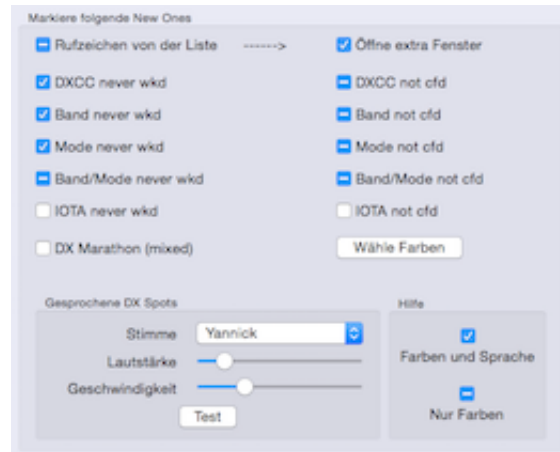 Markiere folgende New Ones
Rufzeichen von der Liste ------> Öffne extra Fenster
DXCC never wkd DXCC not cfd
Band never wkd Band not cfd
Mode never wkd Mode not cfd
Band/Mode never wkd Band/Mode not cfd
IOTA never wkd IOTA not cfd
DX Marathon (mixed) Wähle Farben
Gesprochene DX Spots
Stimme Yannick
Lautstärke
Geschwindigkeit
Test
Hilfe
Farben und Sprache
Nur Farben